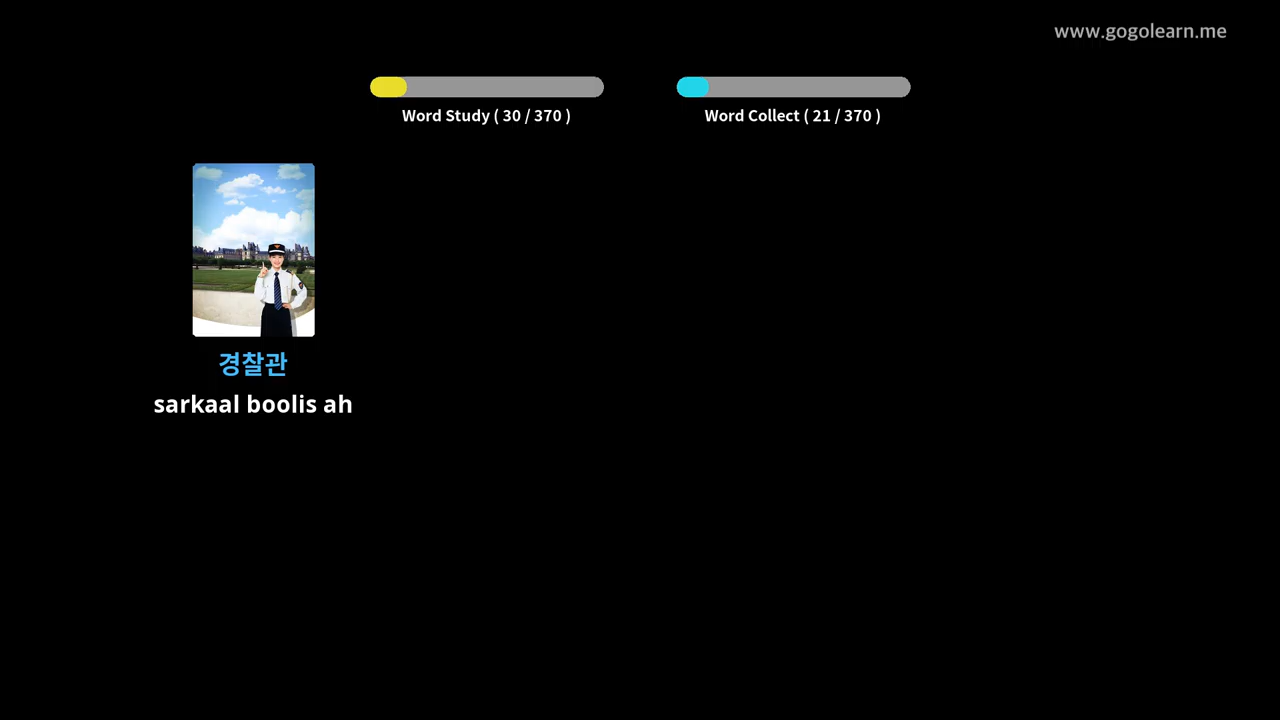 www.gogolearn.me
Word Study ( 30 / 370 )
Word Collect ( 21 / 370 )
경찰관
sarkaal boolis ah